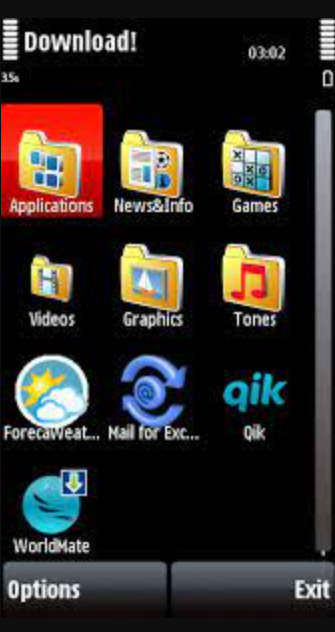 Download!
03:02
3.5G
Applications
News&Info
Games
Videos
Graphics
Tones
ForecaWeat...
Mail for Exc...
qik
Qik
WorldMate
Options
Exit